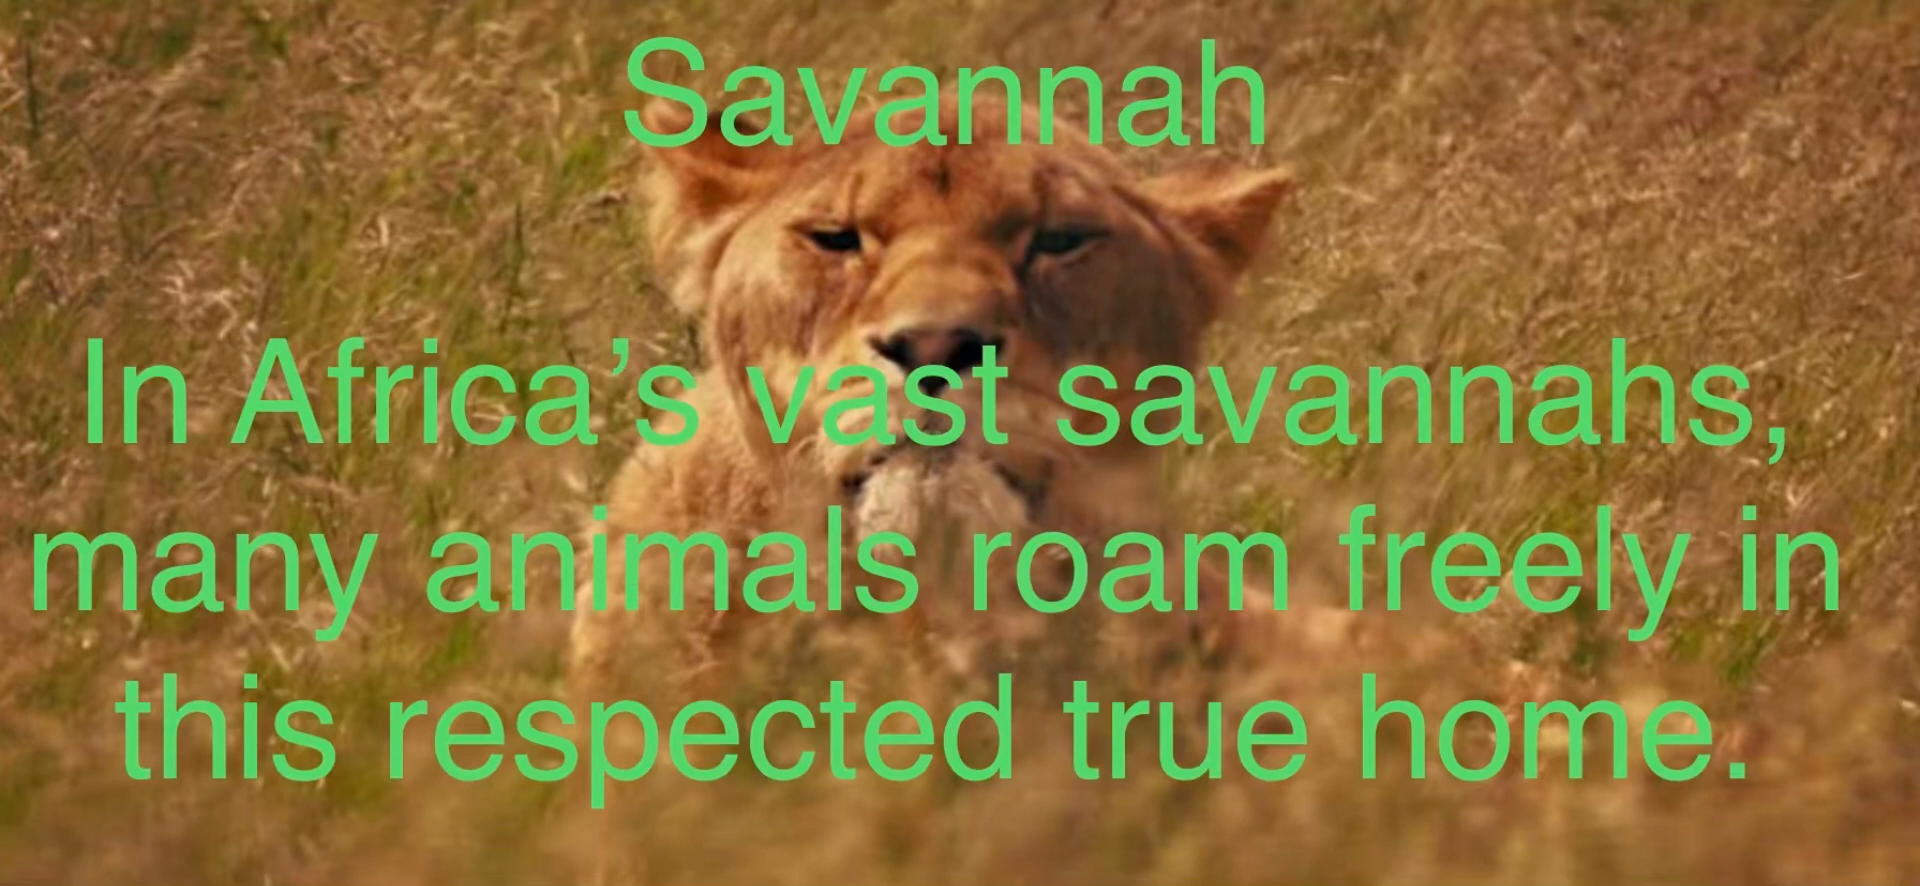 Savannah
In Africa’s vast savannahs,
many animals roam freely in
this respected true home.